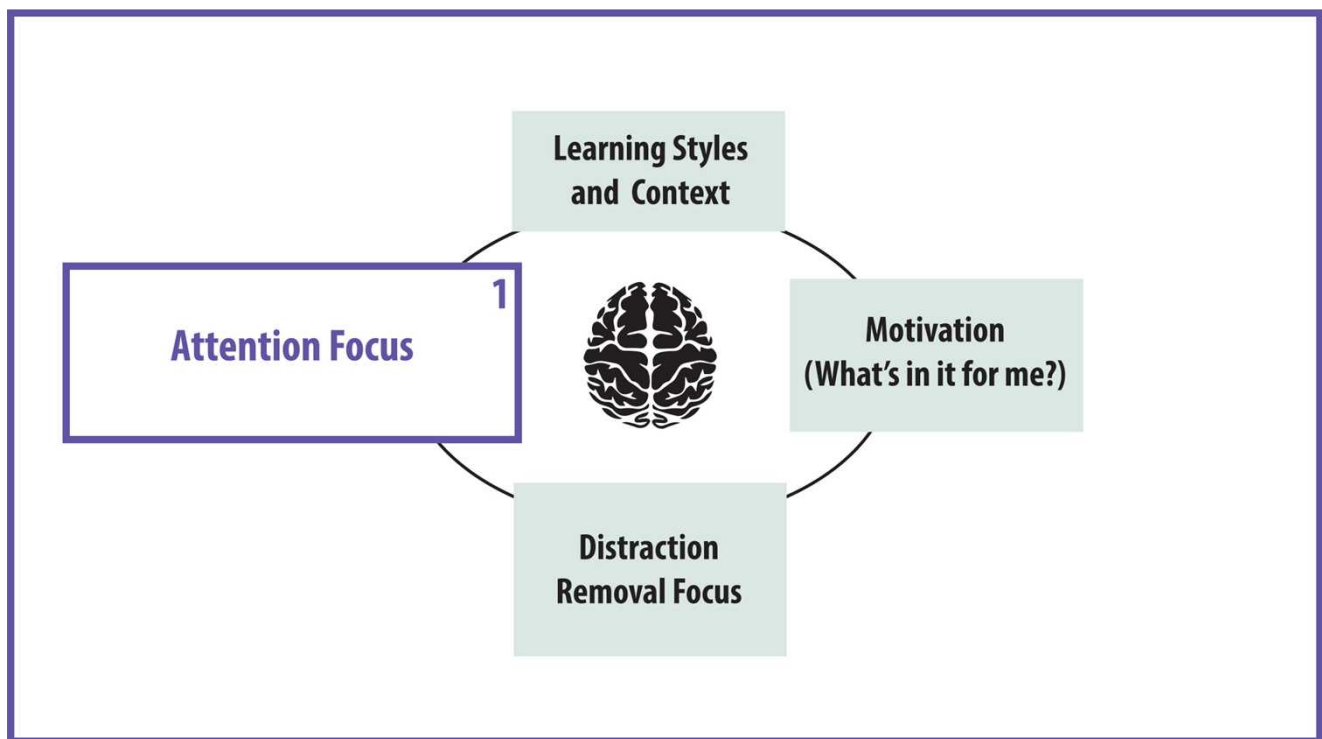 Learning Styles
and Context
1
Attention Focus
Motivation
(What's in it for me?)
Distraction
Removal Focus